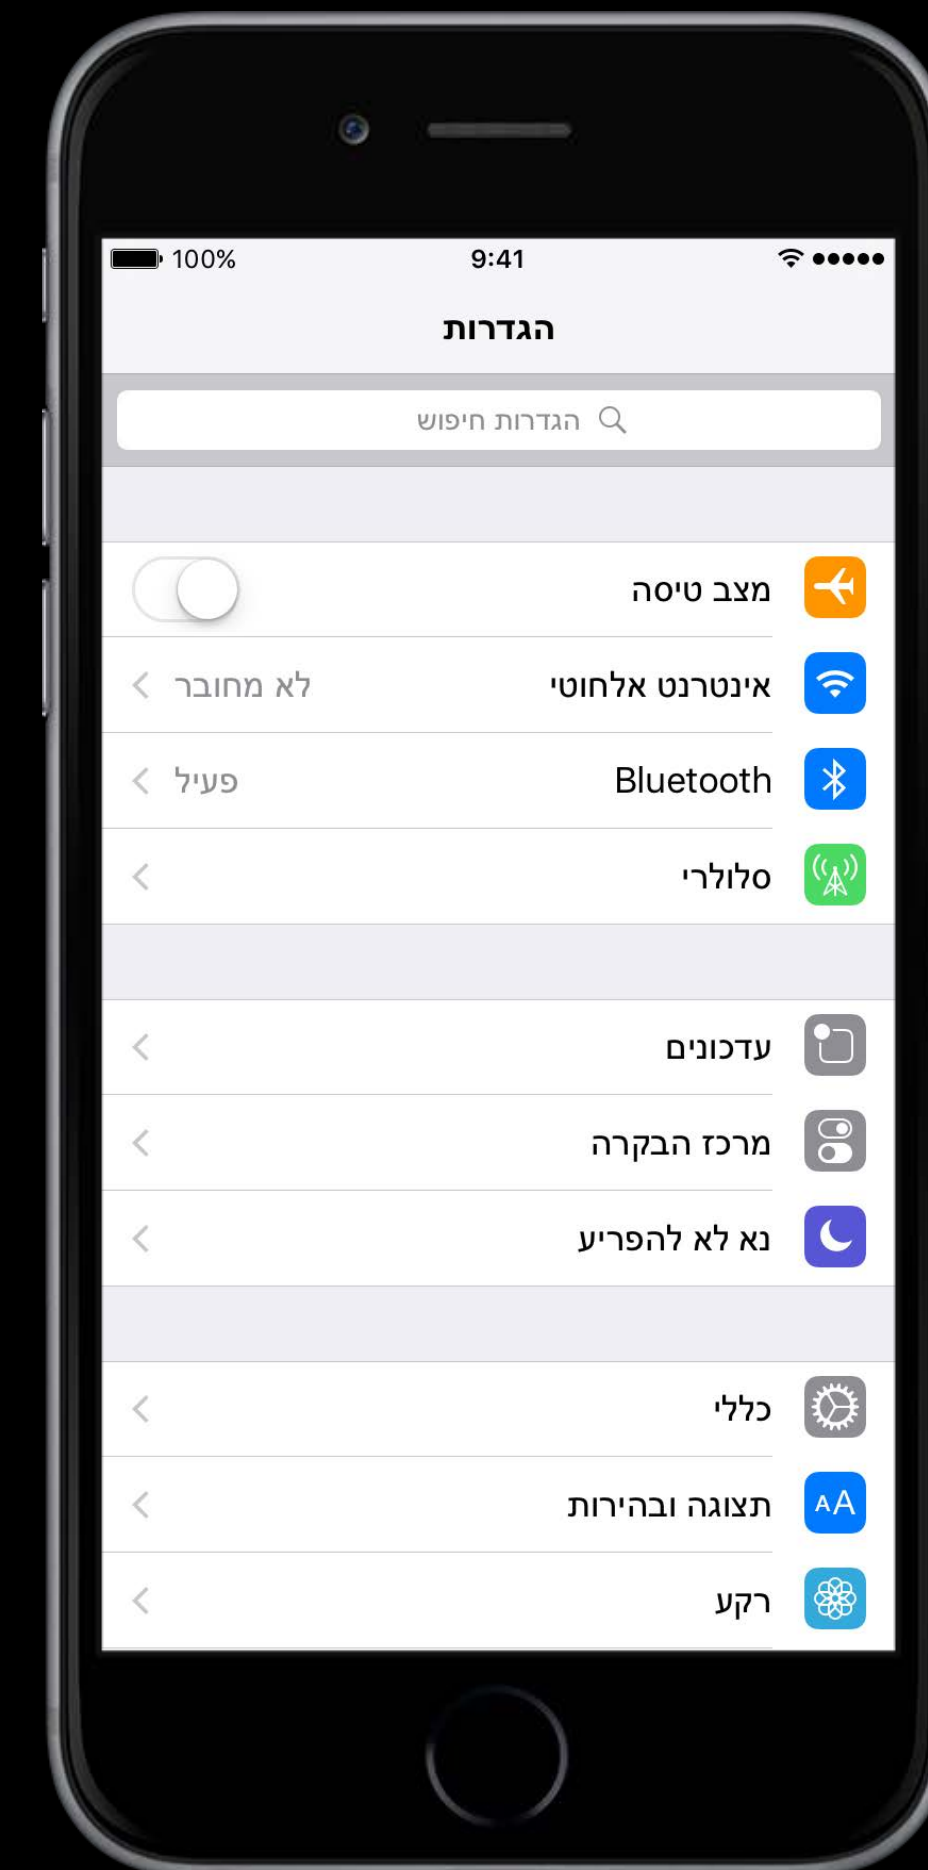 100% 9:41
הגדרות
הגדרות חיפוש
מצב טיסה
אינטרנט אלחוטי לא מחובר
Bluetooth פעיל
סלולרי
עדכונים
מרכז הבקרה
נא לא להפריע
כללי
AA תצוגה ובהירות
רקע